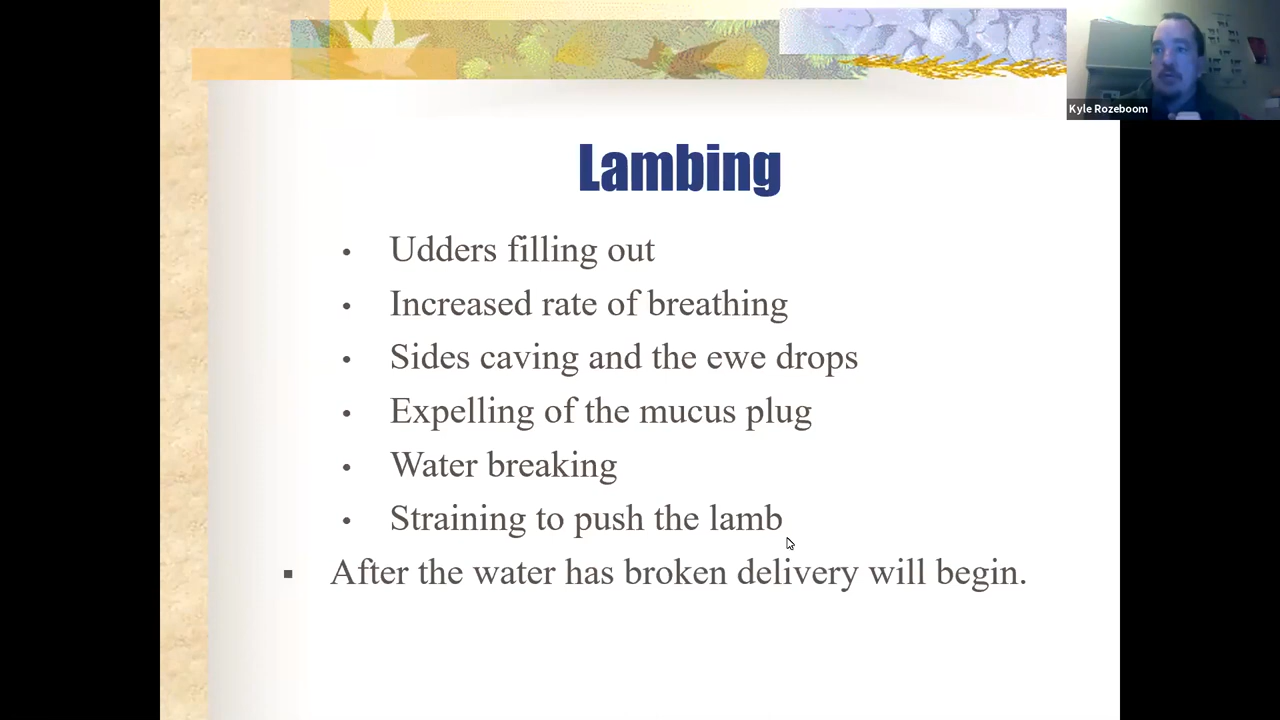 Kyle Rozeboom
Lambing
• Udders filling out
• Increased rate of breathing
• Sides caving and the ewe drops
• Expelling of the mucus plug
• Water breaking
• Straining to push the lamb
▪ After the water has broken delivery will begin.